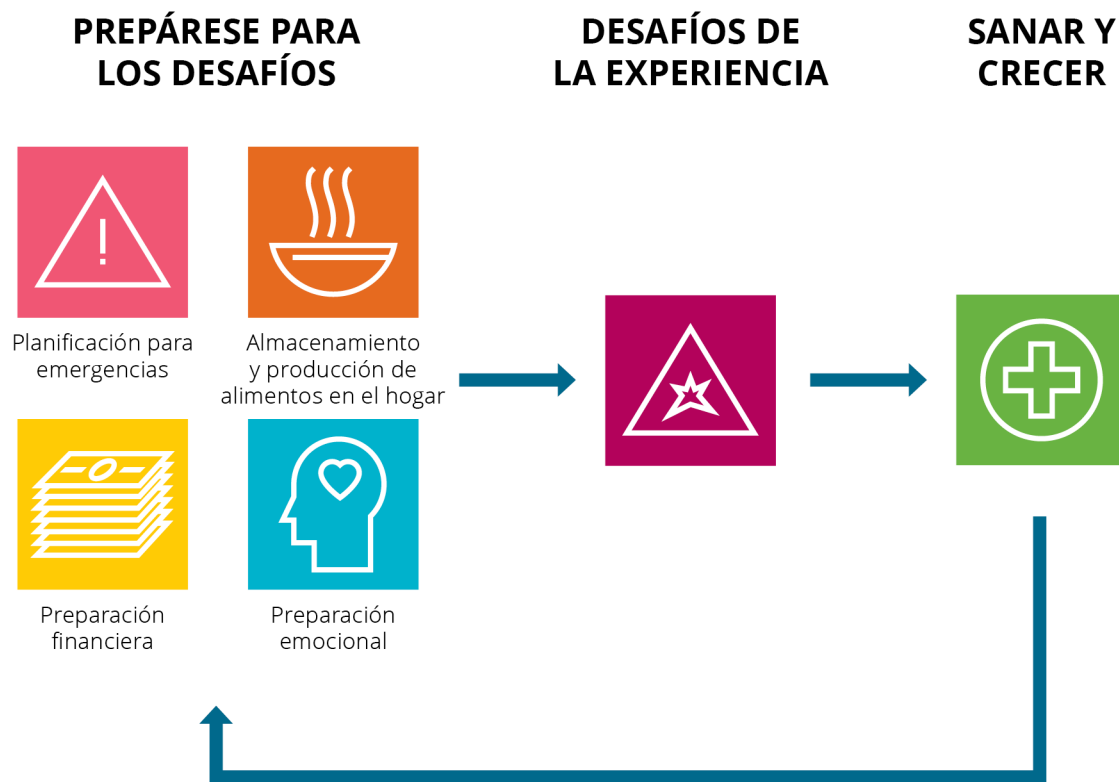 PREPÁRESE PARA
LOS DESAFÍOS
DESAFÍOS DE
LA EXPERIENCIA
SANAR Y
CRECER
Planificación para
emergencias
Almacenamiento
y producción de
alimentos en el hogar
Preparación
financiera
Preparación
emocional